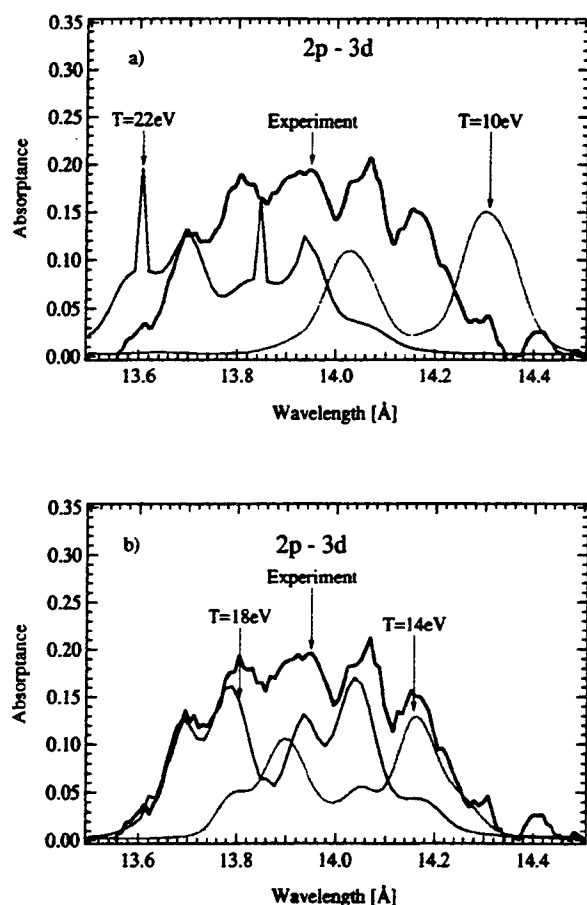 0.35
a)
2p - 3d
0.30
0.25
T=22eV
Experiment
T=10eV
0.20
0.15
0.10
0.05
0.00
Absorptance
13.6
13.8
14.0
14.2
14.4
Wavelength [Å]
0.35
b)
2p - 3d
0.30
Experiment
0.25
T=18eV
T=14eV
0.20
0.15
0.10
0.05
0.00
Absorptance
13.6
13.8
14.0
14.2
14.4
Wavelength [Å]